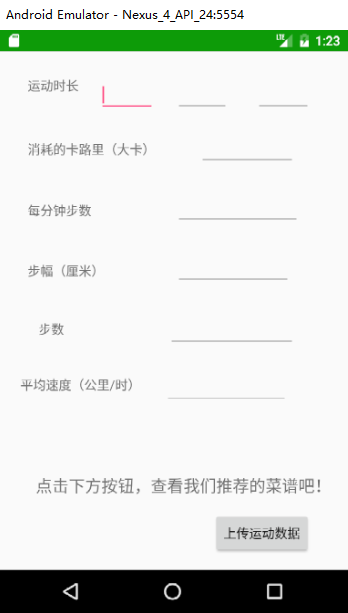 Android Emulator - Nexus_4_API_24:5554
LTE 1:23
运动时长
消耗的卡路里（大卡）
每分钟步数
步幅（厘米）
步数
平均速度（公里/时）
点击下方按钮，查看我们推荐的菜谱吧！
上传运动数据